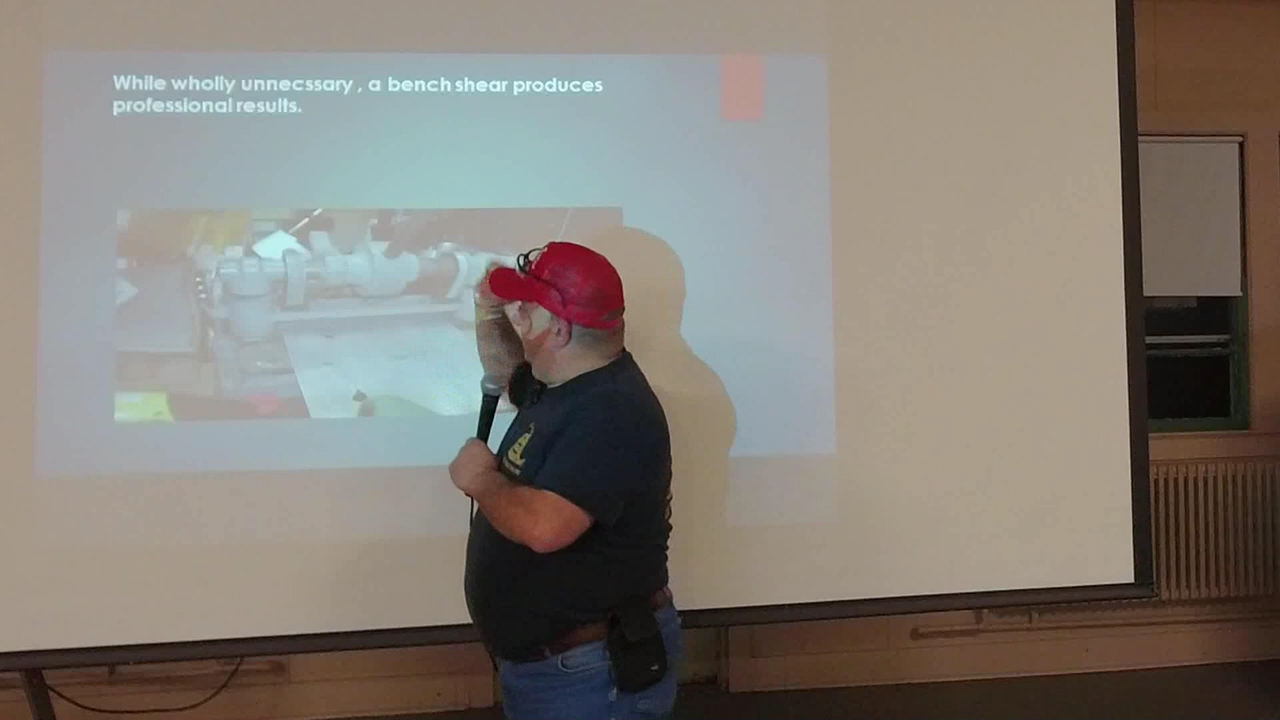 While wholly unnecssary , a bench shear produces
professional results.